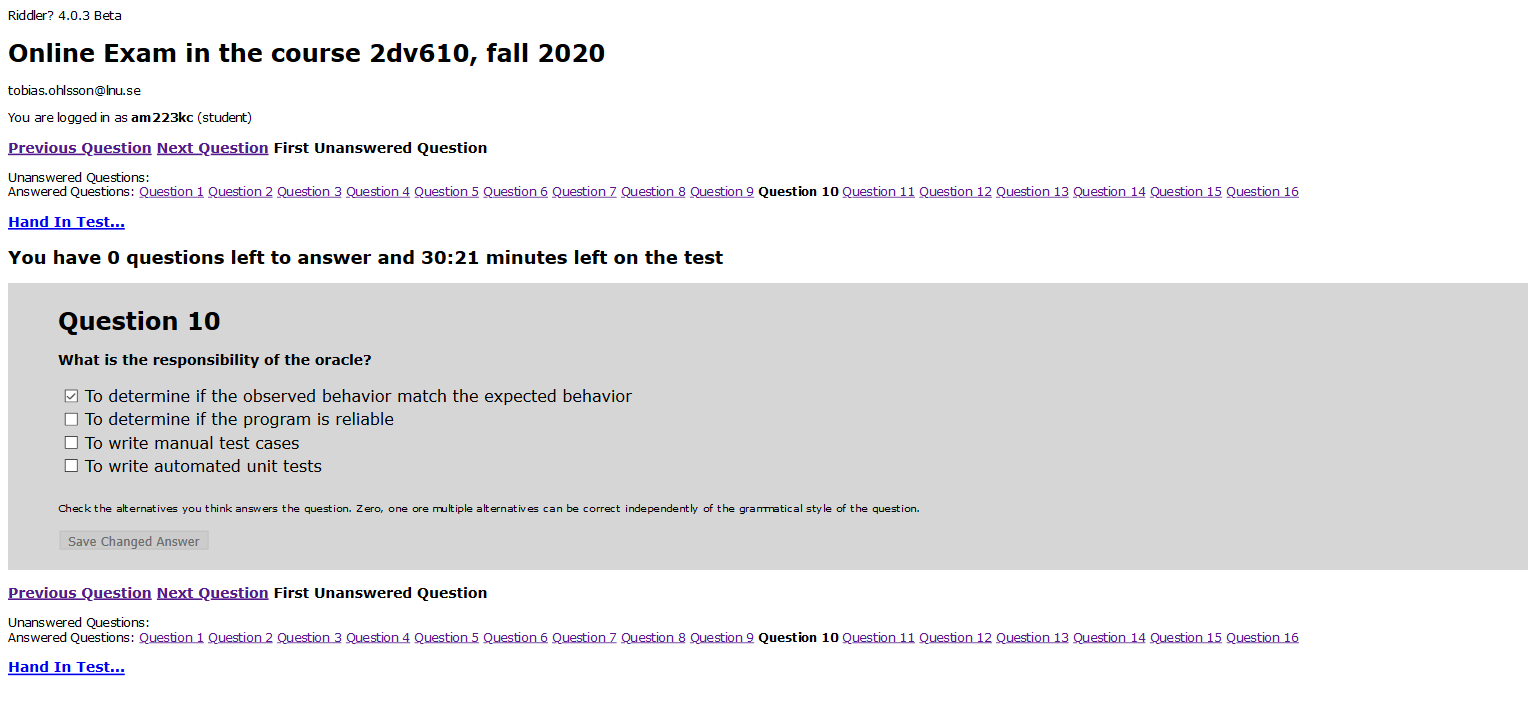 Riddler? 4.0.3 Beta
Online Exam in the course 2dv610, fall 2020
tobias.ohlsson@lnu.se
You are logged in as am223kc (student)
Previous Question Next Question First Unanswered Question
Unanswered Questions:
Answered Questions: Question 1 Question 2 Question 3 Question 4 Question 5 Question 6 Question 7 Question 8 Question 9 Question 10 Question 11 Question 12 Question 13 Question 14 Question 15 Question 16
Hand In Test...
You have 0 questions left to answer and 30:21 minutes left on the test
Question 10
What is the responsibility of the oracle?
To determine if the observed behavior match the expected behavior
To determine if the program is reliable
To write manual test cases
To write automated unit tests
Check the alternatives you think answers the question. Zero, one ore multiple alternatives can be correct independently of the grammatical style of the question.
Save Changed Answer
Previous Question Next Question First Unanswered Question
Unanswered Questions:
Answered Questions: Question 1 Question 2 Question 3 Question 4 Question 5 Question 6 Question 7 Question 8 Question 9 Question 10 Question 11 Question 12 Question 13 Question 14 Question 15 Question 16
Hand In Test...